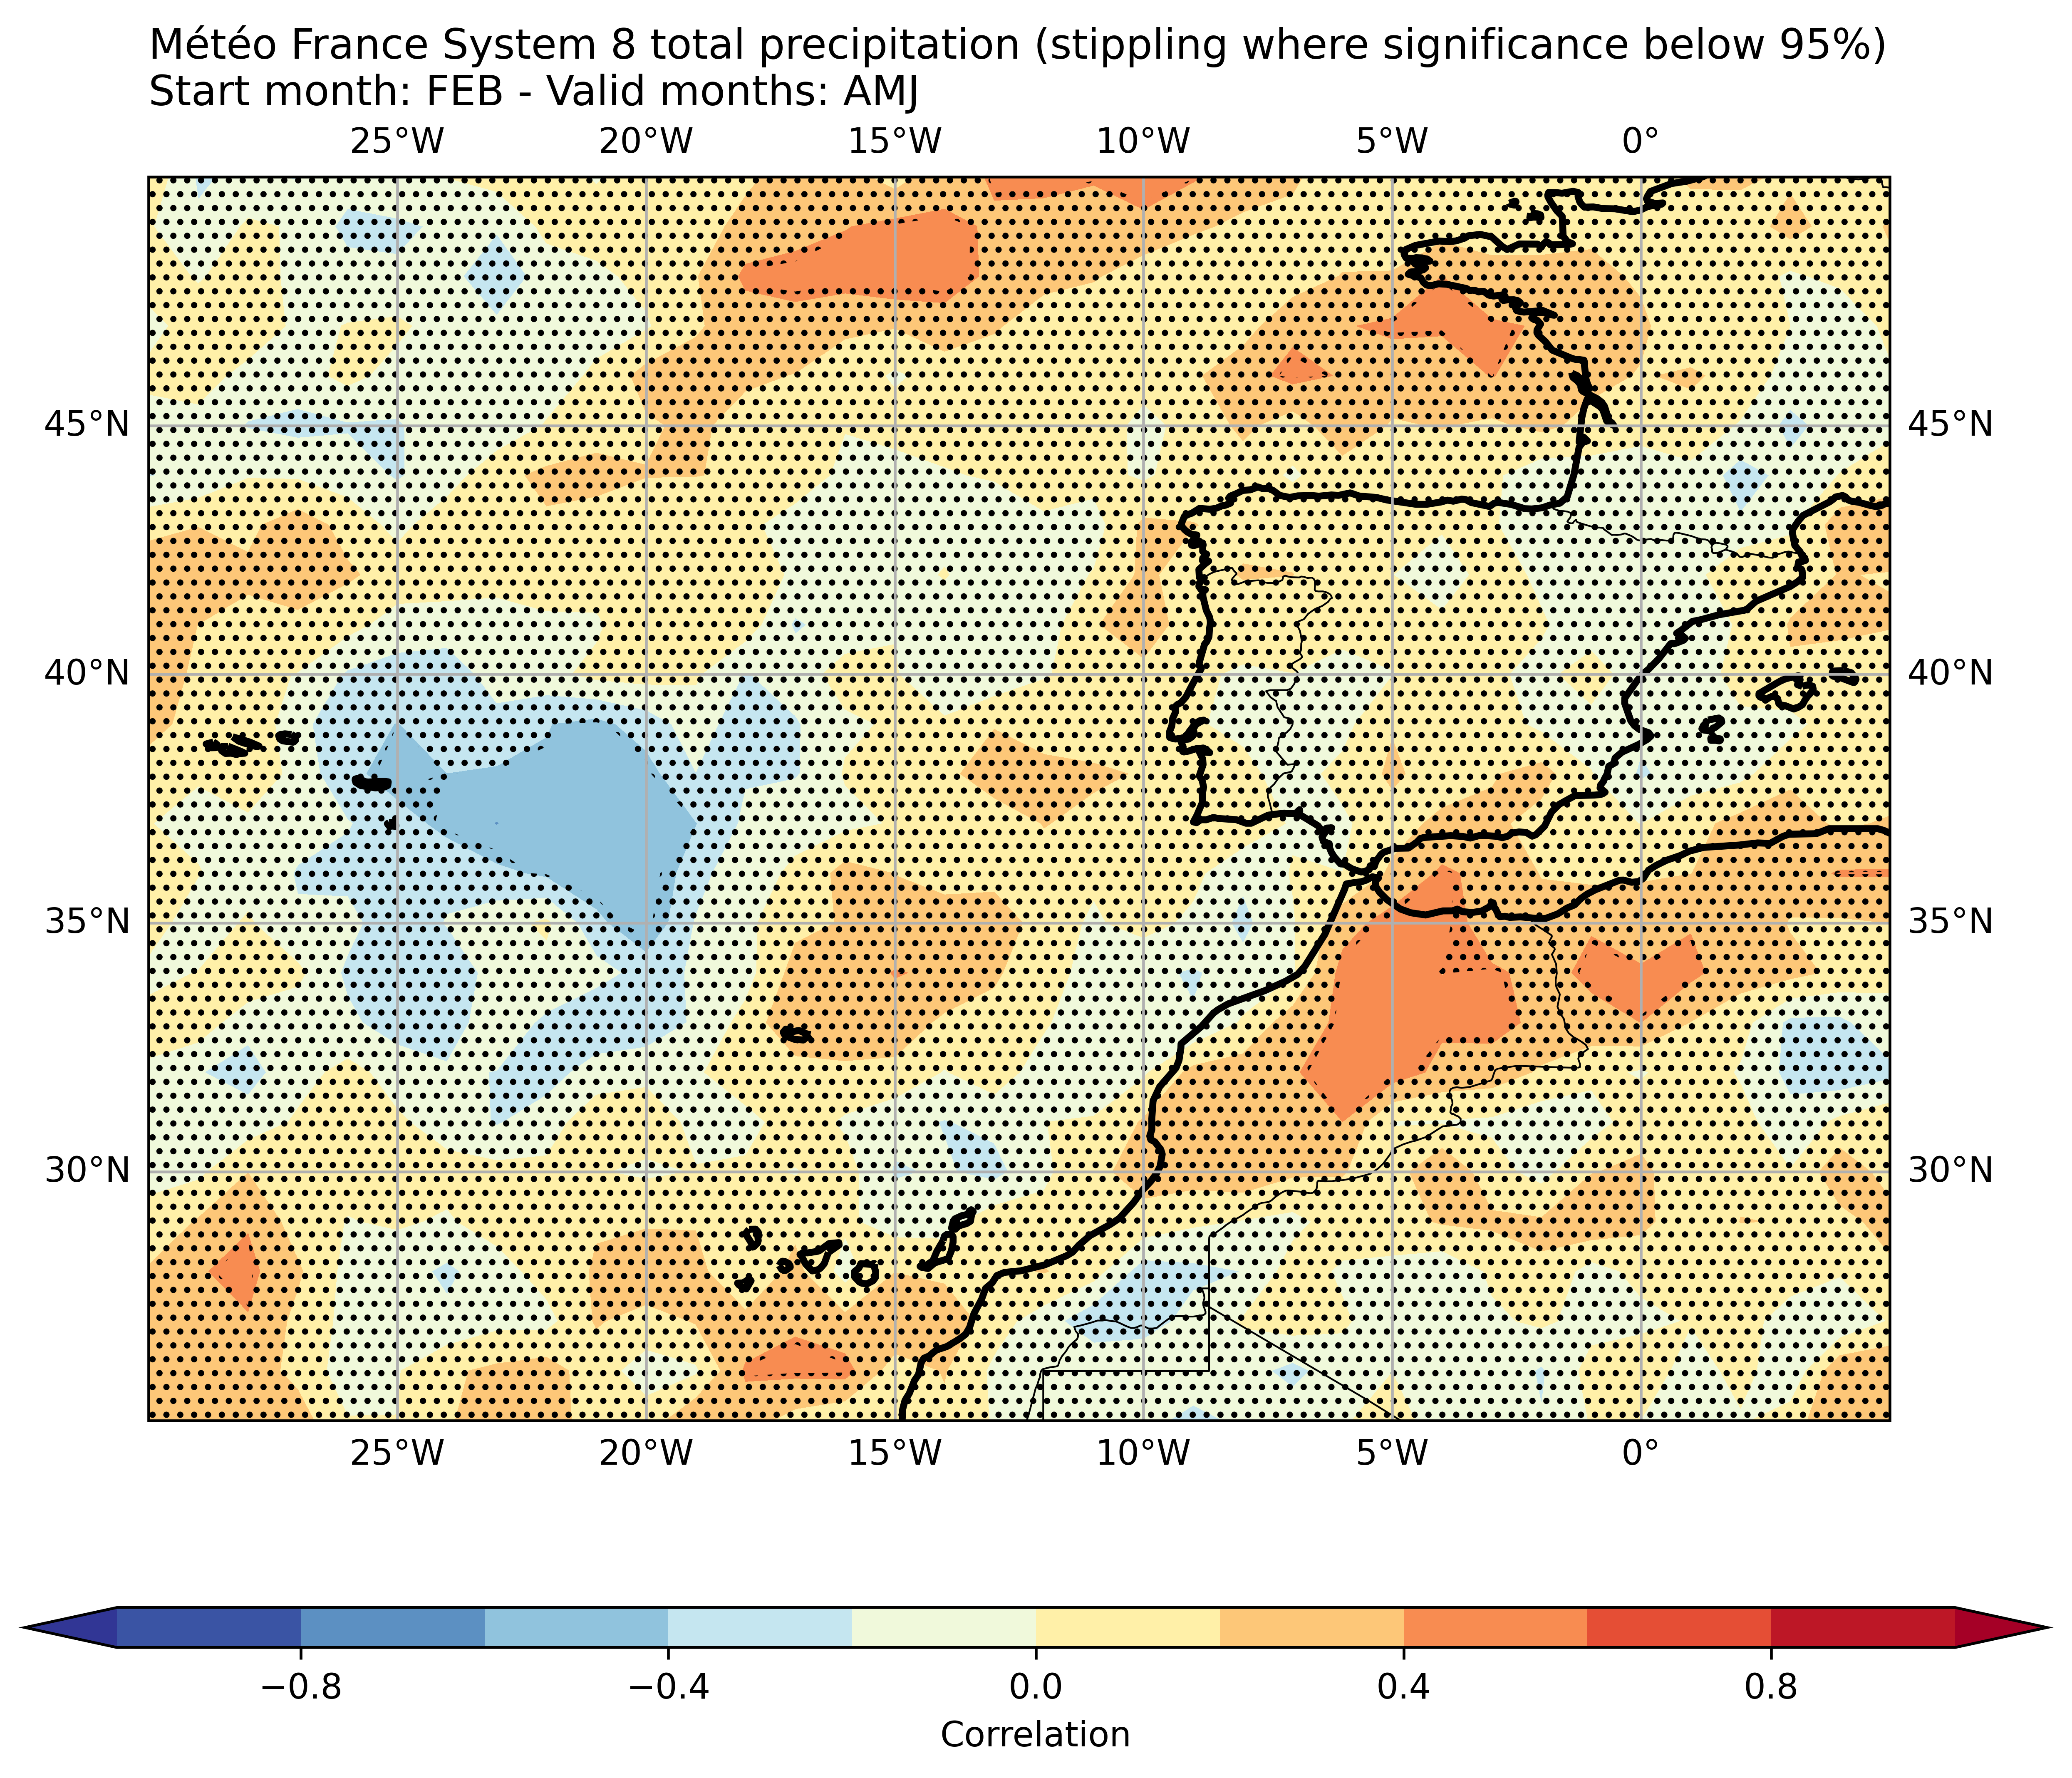 Météo France System 8 total precipitation (stippling where significance below 95%)
Start month: FEB - Valid months: AMJ
25°W 20°W 15°W 10°W 5°W 0°
45°N 45°N
40°N 40°N
35°N 35°N
30°N 30°N
25°W 20°W 15°W 10°W 5°W 0°
−0.8 −0.4 0.0 0.4 0.8
Correlation